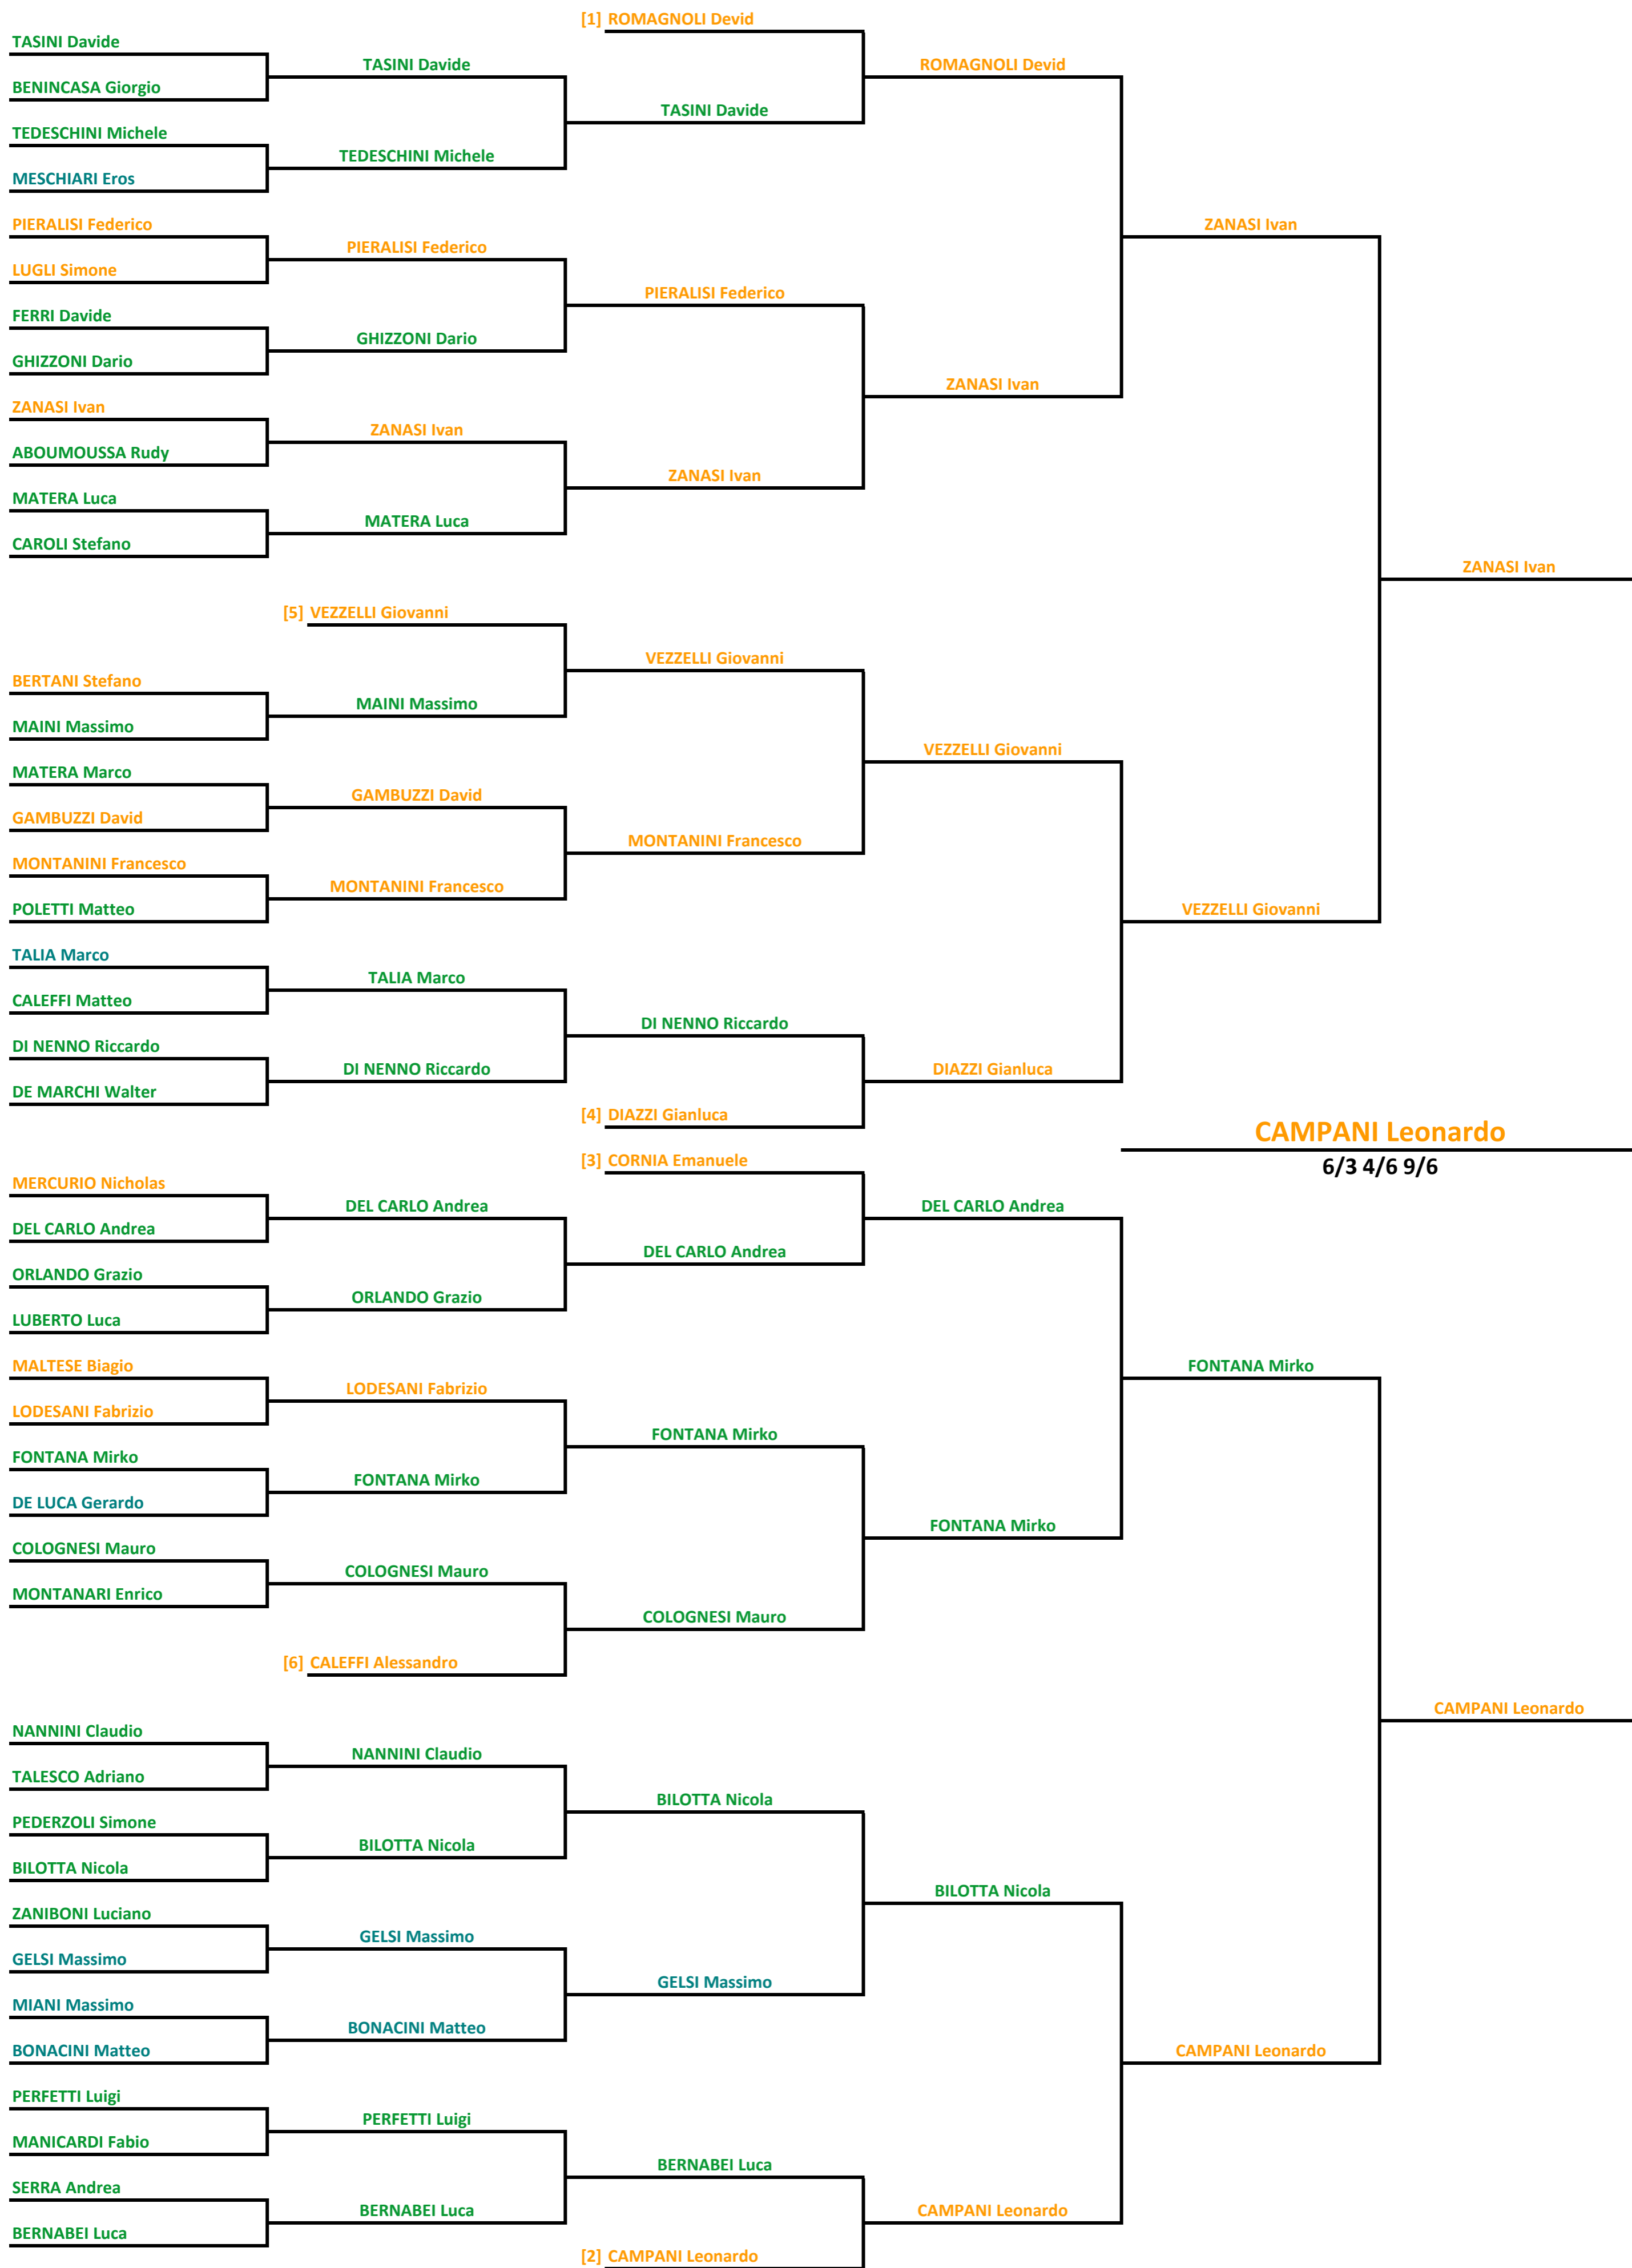 [1] ROMAGNOLI Devid
TASINI Davide
TASINI Davide
ROMAGNOLI Devid
BENINCASA Giorgio
TASINI Davide
TEDESCHINI Michele
TEDESCHINI Michele
MESCHIARI Eros
PIERALISI Federico
ZANASI Ivan
PIERALISI Federico
LUGLI Simone
PIERALISI Federico
FERRI Davide
GHIZZONI Dario
GHIZZONI Dario
ZANASI Ivan
ZANASI Ivan
ZANASI Ivan
ABOUMOUSSA Rudy
ZANASI Ivan
MATERA Luca
MATERA Luca
CAROLI Stefano
ZANASI Ivan
[5] VEZZELLI Giovanni
VEZZELLI Giovanni
BERTANI Stefano
MAINI Massimo
MAINI Massimo
VEZZELLI Giovanni
MATERA Marco
GAMBUZZI David
GAMBUZZI David
MONTANINI Francesco
MONTANINI Francesco
MONTANINI Francesco
POLETTI Matteo
VEZZELLI Giovanni
TALIA Marco
TALIA Marco
CALEFFI Matteo
DI NENNO Riccardo
DI NENNO Riccardo
DI NENNO Riccardo
DIAZZI Gianluca
DE MARCHI Walter
[4] DIAZZI Gianluca
CAMPANI Leonardo
[3] CORNIA Emanuele
6/3 4/6 9/6
MERCURIO Nicholas
DEL CARLO Andrea
DEL CARLO Andrea
DEL CARLO Andrea
DEL CARLO Andrea
ORLANDO Grazio
ORLANDO Grazio
LUBERTO Luca
MALTESE Biagio
FONTANA Mirko
LODESANI Fabrizio
LODESANI Fabrizio
FONTANA Mirko
FONTANA Mirko
FONTANA Mirko
DE LUCA Gerardo
FONTANA Mirko
COLOGNESI Mauro
COLOGNESI Mauro
MONTANARI Enrico
COLOGNESI Mauro
[6] CALEFFI Alessandro
CAMPANI Leonardo
NANNINI Claudio
NANNINI Claudio
TALESCO Adriano
BILOTTA Nicola
PEDERZOLI Simone
BILOTTA Nicola
BILOTTA Nicola
BILOTTA Nicola
ZANIBONI Luciano
GELSI Massimo
GELSI Massimo
GELSI Massimo
MIANI Massimo
BONACINI Matteo
BONACINI Matteo
CAMPANI Leonardo
PERFETTI Luigi
PERFETTI Luigi
MANICARDI Fabio
BERNABEI Luca
SERRA Andrea
BERNABEI Luca
CAMPANI Leonardo
BERNABEI Luca
[2] CAMPANI Leonardo